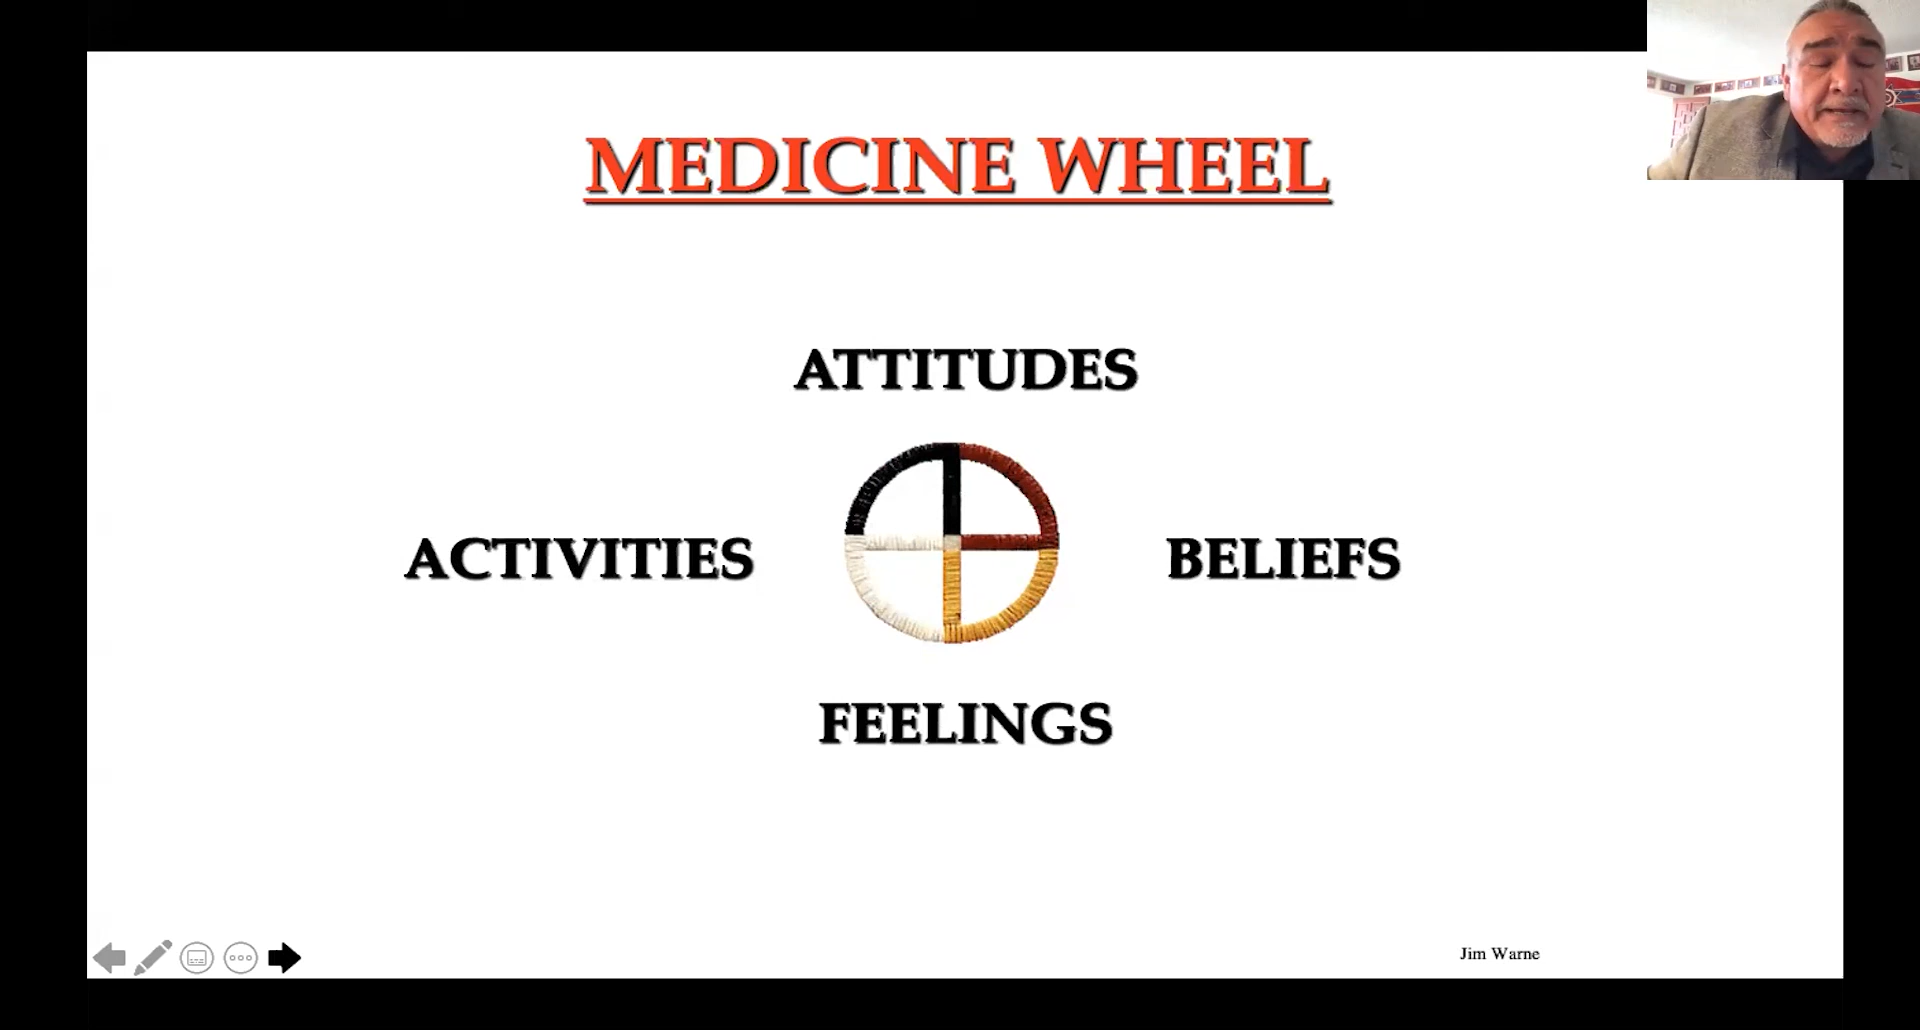 MEDICINE WHEEL
ATTITUDES
ACTIVITIES
BELIEFS
FEELINGS
Jim Warne